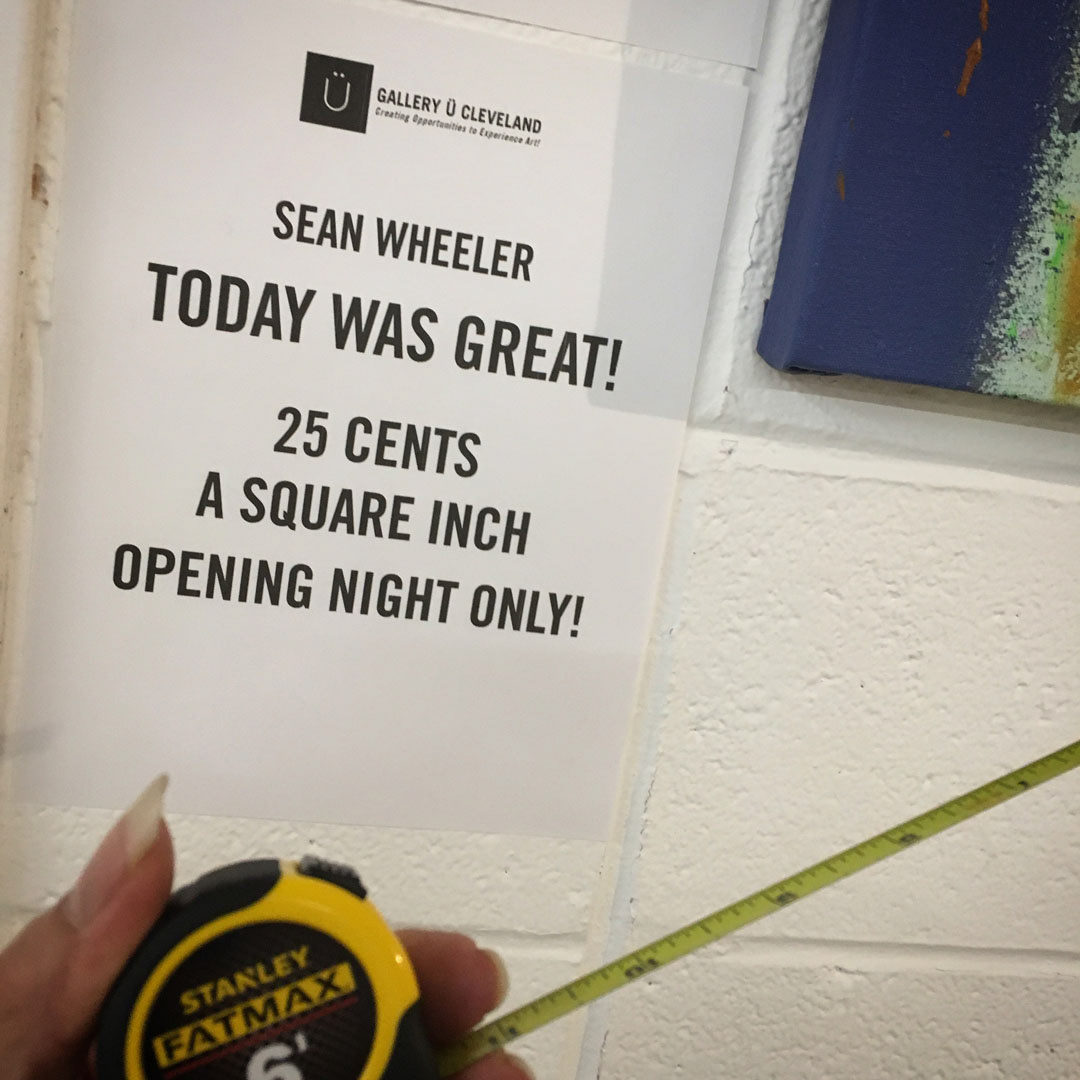 Ü
GALLERY Ü CLEVELAND
Creating Opportunities to Experience Art!
SEAN WHEELER
TODAY WAS GREAT!
25 CENTS
A SQUARE INCH
OPENING NIGHT ONLY!
STANLEY
FATMAX
6'